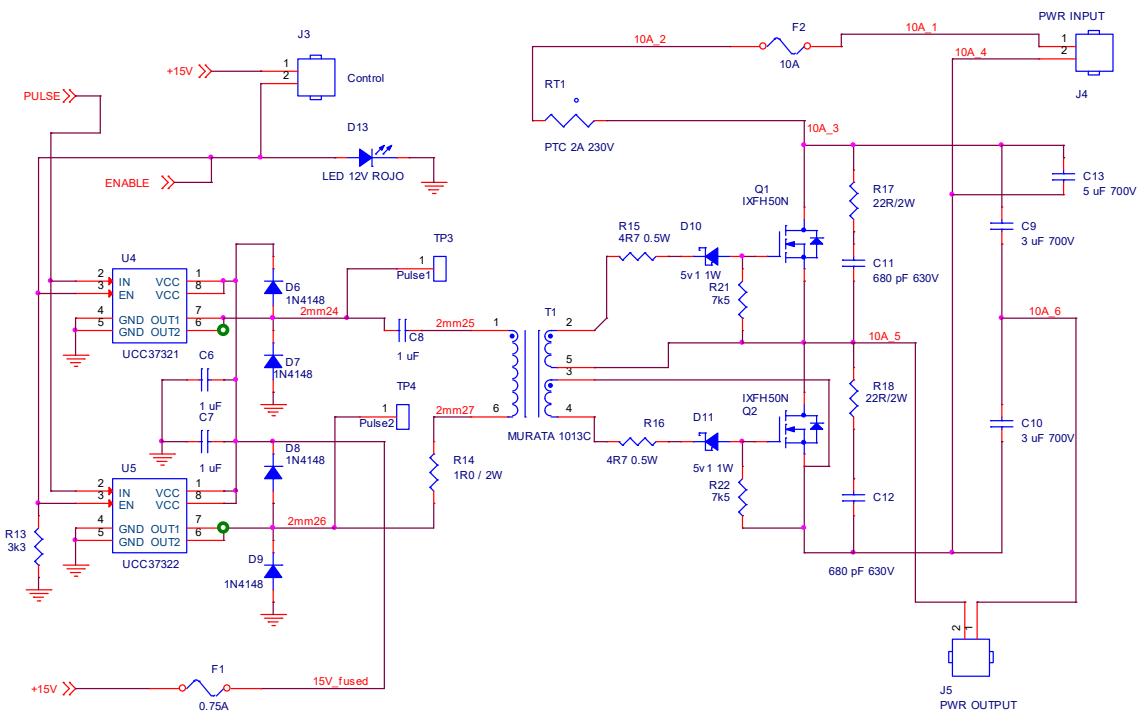 J3
+15V
1
2
Control
PULSE
D13
LED 12V ROJO
ENABLE
F2
10A
10A_2
10A_1
10A_4
PWR INPUT
1
2
J4
RT1
PTC 2A 230V
10A_3
C13
5 uF 700V
Q1
IXFH50N
R17
22R/2W
C9
3 uF 700V
C11
680 pF 630V
R15
4R7 0.5W
D10
5v1 1W
R21
7k5
TP3
1
Pulse1
U4
2
3
IN
EN
VCC
VCC
1
8
4
5
GND
GND
OUT1
OUT2
7
6
UCC37321
D6
1N4148
2mm24
D7
1N4148
C8
1 uF
2mm25
1
6
T1
2
5
3
4
MURATA 1013C
10A_5
10A_6
C6
1 uF
C7
1 uF
TP4
1
Pulse2
2mm27
R14
1R0 / 2W
D8
1N4148
U5
2
3
IN
EN
VCC
VCC
1
8
4
5
GND
GND
OUT1
OUT2
7
6
UCC37322
2mm26
D9
1N4148
R13
3k3
R16
4R7 0.5W
D11
5v1 1W
R22
7k5
IXFH50N
Q2
R18
22R/2W
C10
3 uF 700V
C12
680 pF 630V
2
1
J5
PWR OUTPUT
+15V
F1
0.75A
15V_fused